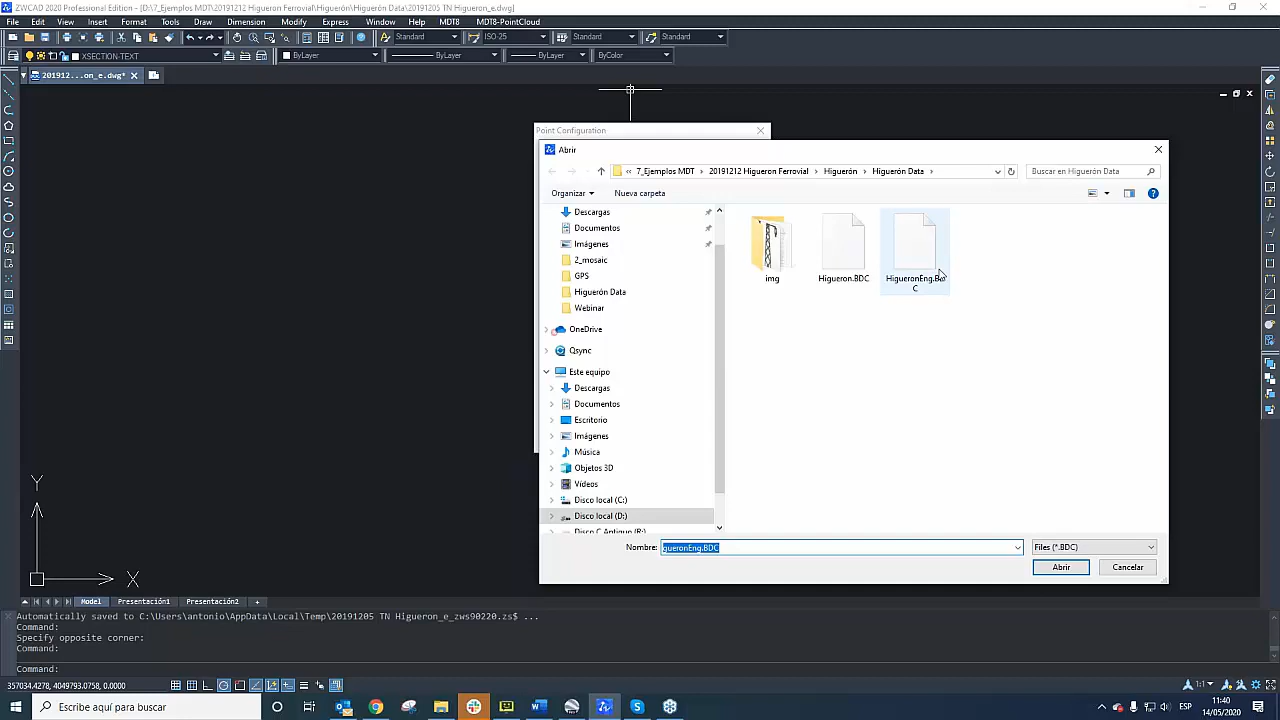 ZWCAD 2020 Professional Edition - [D:\7_Ejemplos MDT\20191212 Higueron Ferrovial\Higuerón\Higuerón Data\20191205 TN Higueron_e.dwg]
File Edit View Insert Format Tools Draw Dimension Modify Express Window Help MDT8 MDT8-PointCloud
Standard ISO-25 Standard Standard
XSECTION-TEXT ByLayer ByLayer ByLayer ByColor
201912...on_e.dwg*
Point Configuration
Abrir
« 7_Ejemplos MDT > 20191212 Higueron Ferrovial > Higuerón > Higuerón Data >
Buscar en Higuerón Data
Organizar Nueva carpeta
Descargas
Documentos
Imágenes
2_mosaic
GPS
Higuerón Data
Webinar
OneDrive
Qsync
Este equipo
Descargas
Documentos
Escritorio
Imágenes
Música
Objetos 3D
Vídeos
Disco local (C:)
Disco local (D:)
Disco C Antiguo (R:)
img
Higueron.BDC
HigueronEng.BD
C
Nombre: gueronEng.BDC Files (*.BDC)
Abrir Cancelar
Y
X
Model Presentación1 Presentación2 +
Automatically saved to C:\Users\antonio\AppData\Local\Temp\20191205 TN Higueron_e_zws90220.zs$ ...
Command:
Specify opposite corner:
Command:
Command:
357034.2728, 4049793.0758, 0.0000
1:1
Escribe aquí para buscar
ESP
11:40
14/05/2020